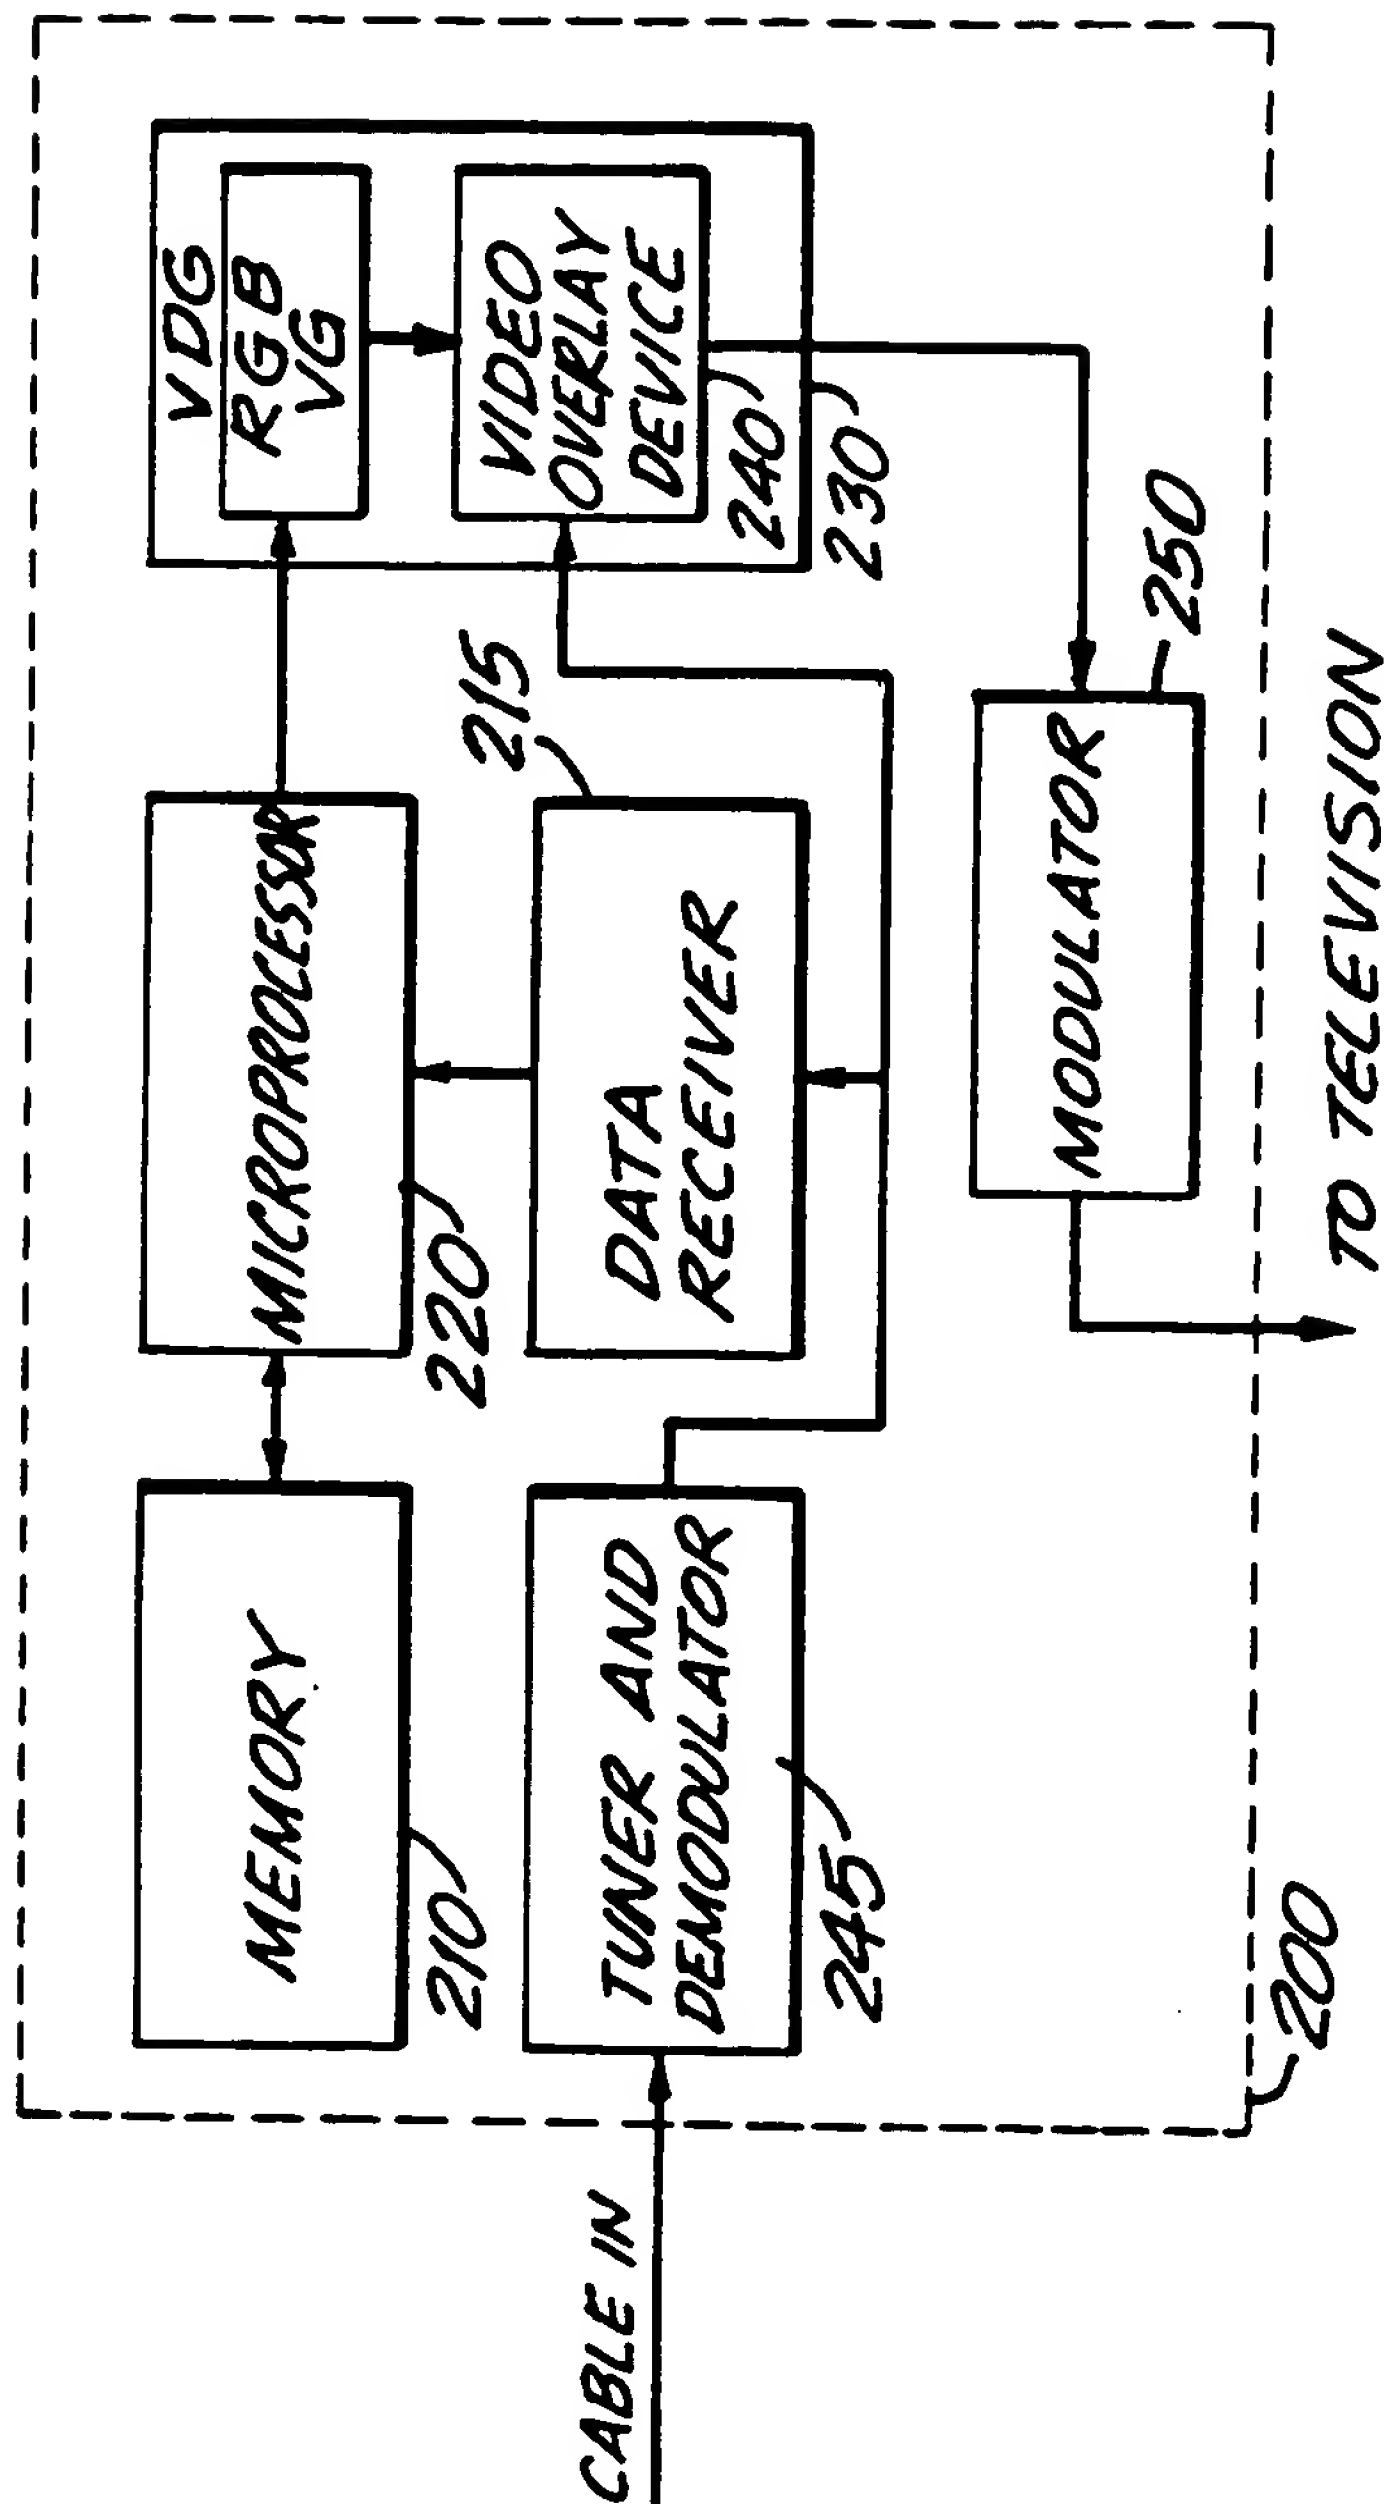 VDG
RGB
VG
MEMORY
210
MICROPROCESSOR
220
215
VIDEO
OVERLAY
DEVICE
240
230
CABLE IN
TUNER AND
DEMODULATOR
245
DATA
RECEIVER
MODULATOR
250
200
TO TELEVISION